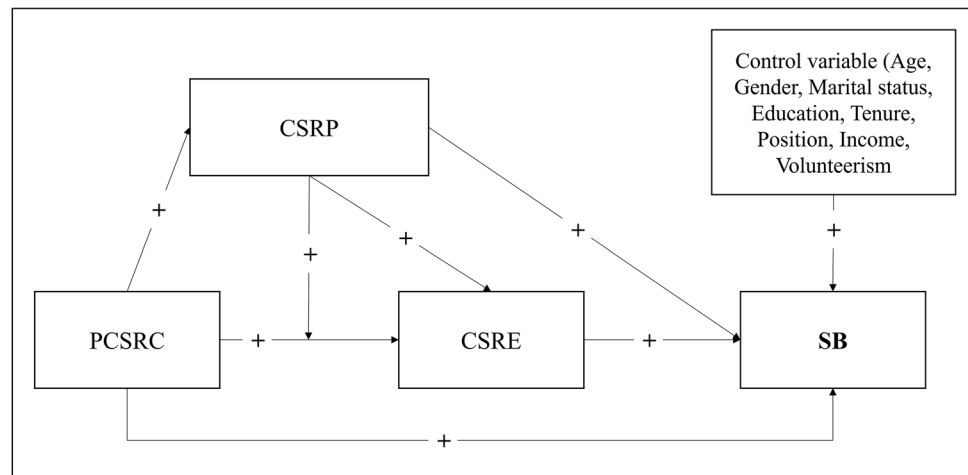 Control variable (Age,
Gender, Marital status,
Education, Tenure,
Position, Income,
Volunteerism
CSRP
+
+
+
+
+
PCSRC
+
CSRE
+
SB
+